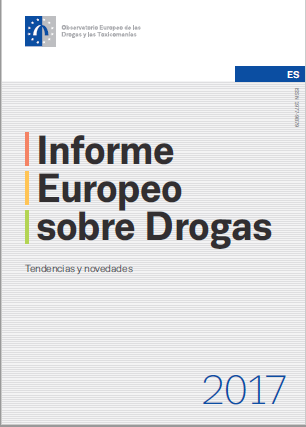 Observatorio Europeo de las
Drogas y las Toxicomanías
ES
Informe
Europeo
sobre Drogas
Tendencias y novedades
2017